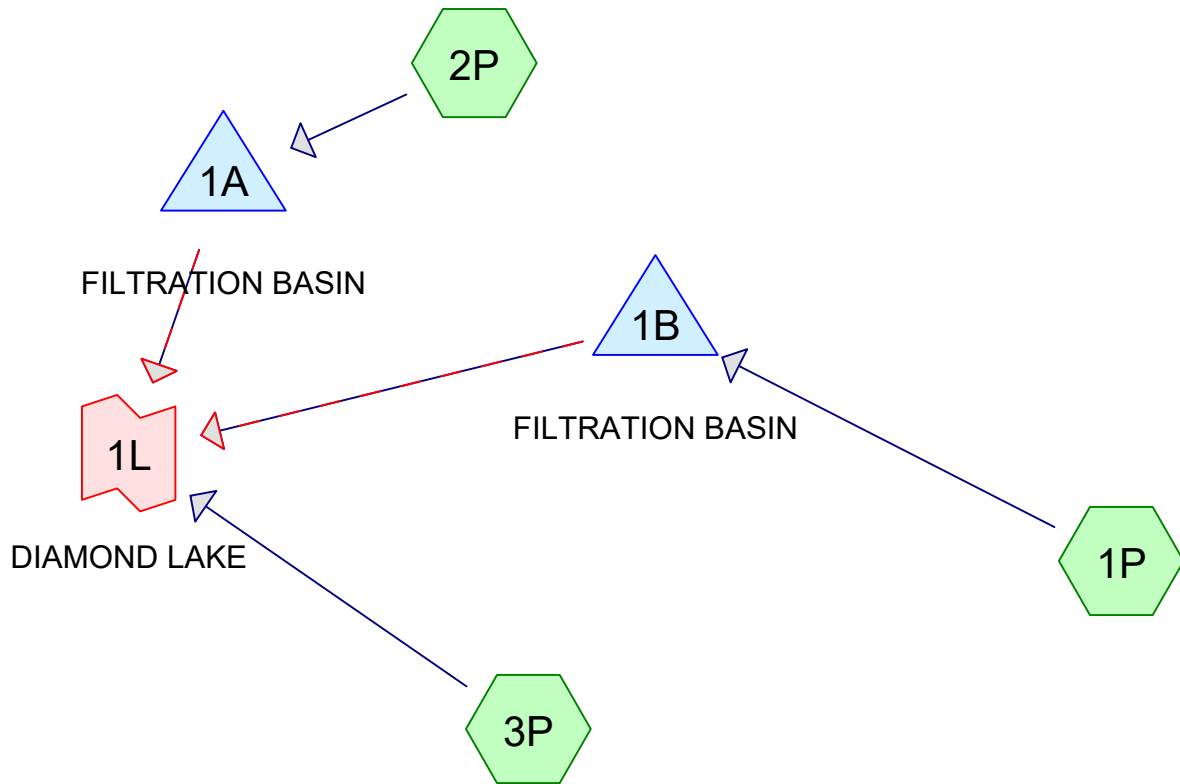 2P
1A
FILTRATION BASIN
1B
FILTRATION BASIN
1L
DIAMOND LAKE
1P
3P